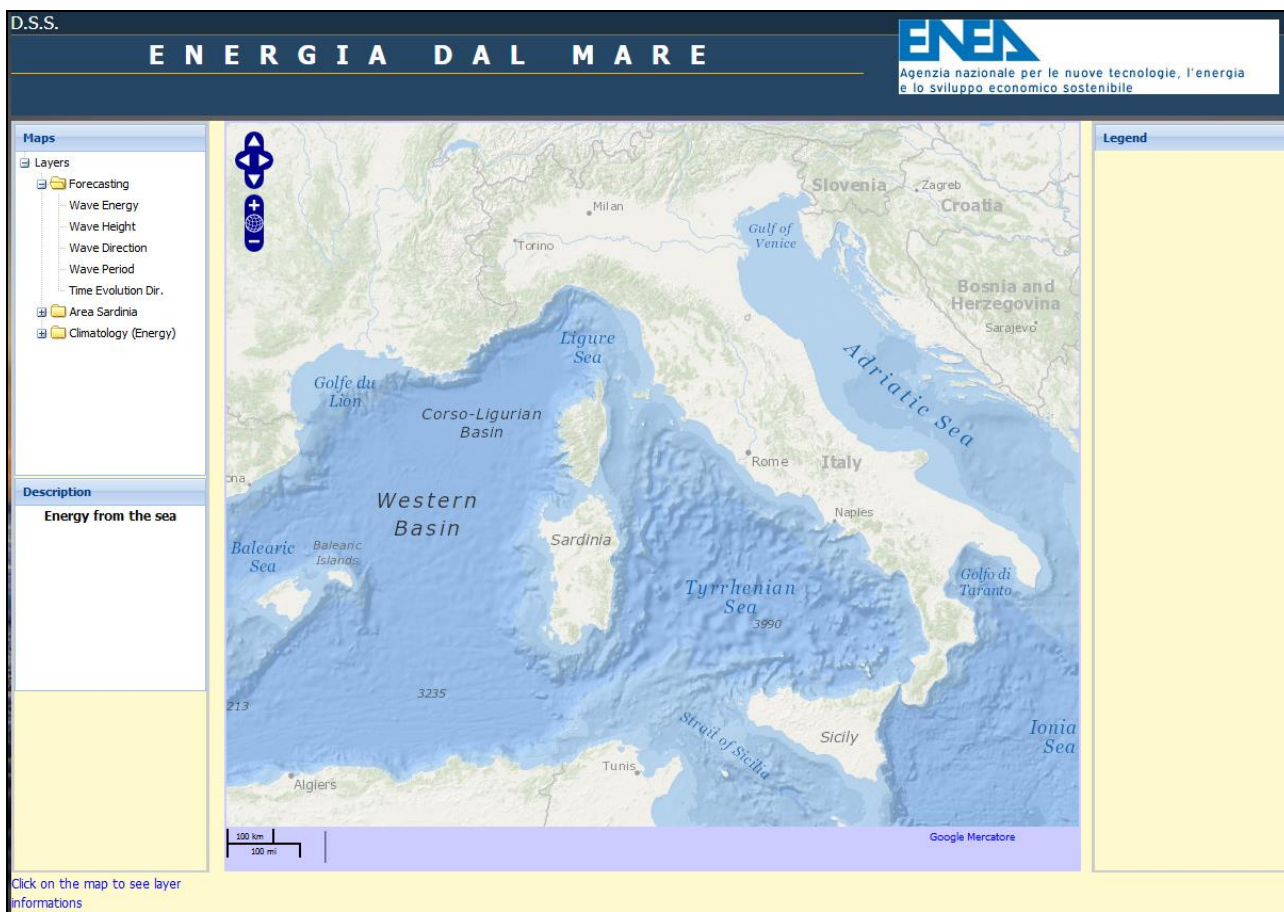 D.S.S.
ENERGIA DAL MARE
ENEA
Agenzia nazionale per le nuove tecnologie, l'energia
e lo sviluppo economico sostenibile
Maps
Layers
Forecasting
Wave Energy
Wave Height
Wave Direction
Wave Period
Time Evolution Dir.
Area Sardinia
Climatology (Energy)
Description
Energy from the sea
Click on the map to see layer
informations
Slovenia
Zagreb
Croatia
Milan
Gulf of
Venice
Torino
Bosnia and
Herzegovina
Sarajevo
Ligure
Sea
Adriatic Sea
Golfe du
Lion
Corso-Ligurian
Basin
Rome
Italy
ona
Western
Basin
Naples
Sardinia
Balearic
Sea
Balearic
Islands
Golfo di
Taranto
Tyrrhenian
Sea
3990
3235
213
Strait of Sicilia
Sicily
Ionia
Sea
Tunis
Algiers
100 km
100 mi
Google Mercatore
Legend